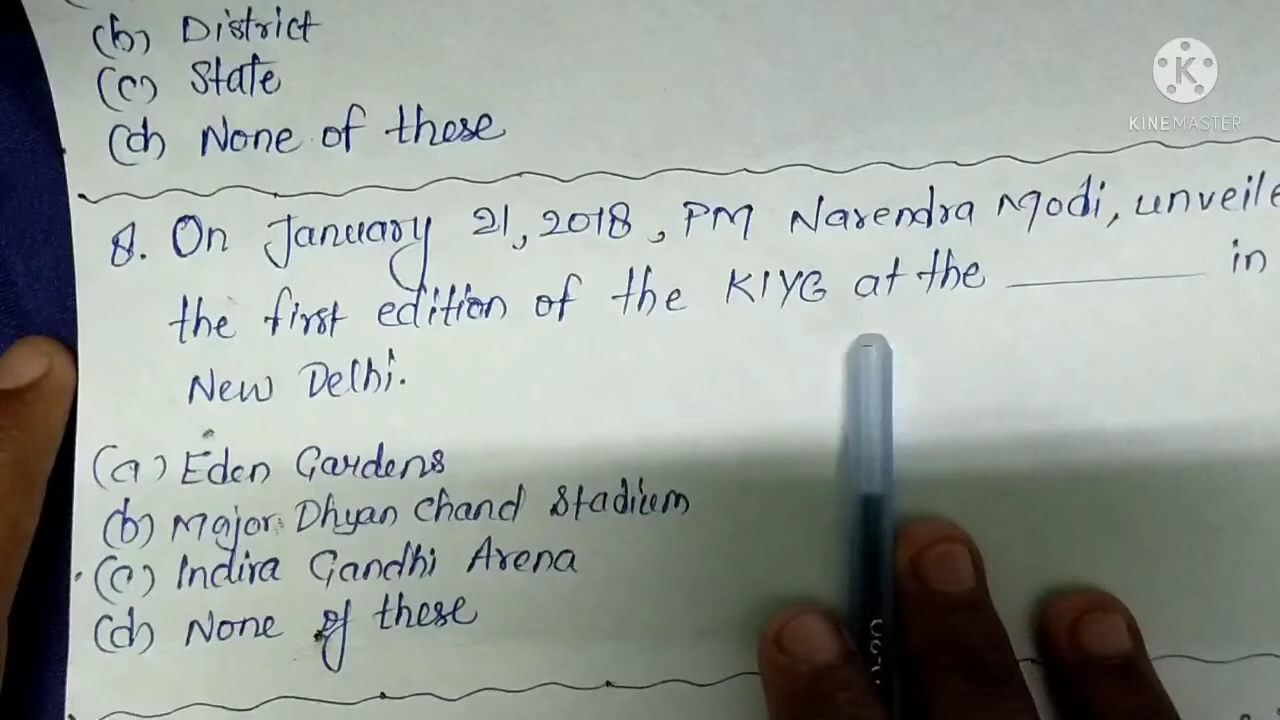 (b) District
(c) State
(d) None of these
8. On January 21, 2018, PM Narendra Modi, unveile
the first edition of the KIYG at the ________ in
New Delhi.
(a) Eden Gardens
(b) Major Dhyan Chand Stadium
(c) Indira Gandhi Arena
(d) None of these
K
KINEMASTER